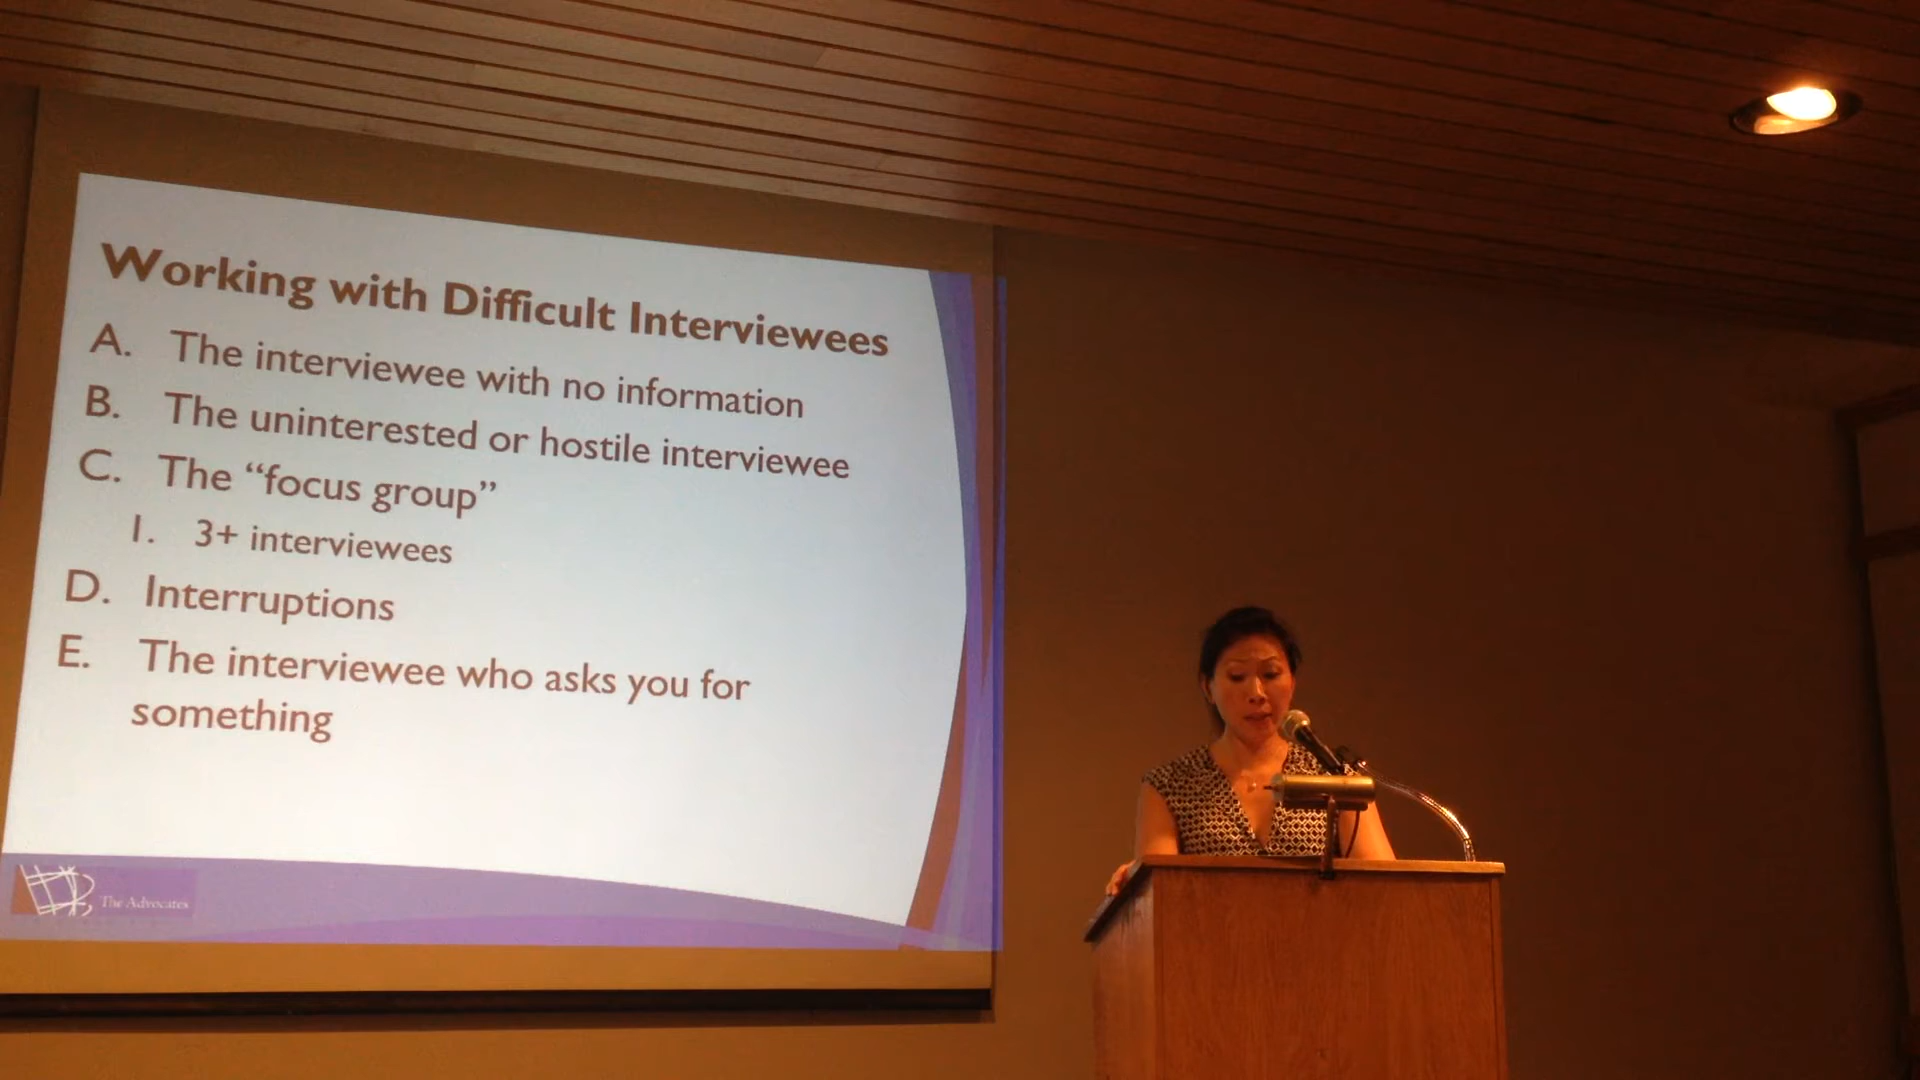 Working with Difficult Interviewees
A. The interviewee with no information
B. The uninterested or hostile interviewee
C. The “focus group”
1. 3+ interviewees
D. Interruptions
E. The interviewee who asks you for
something
The Advocates